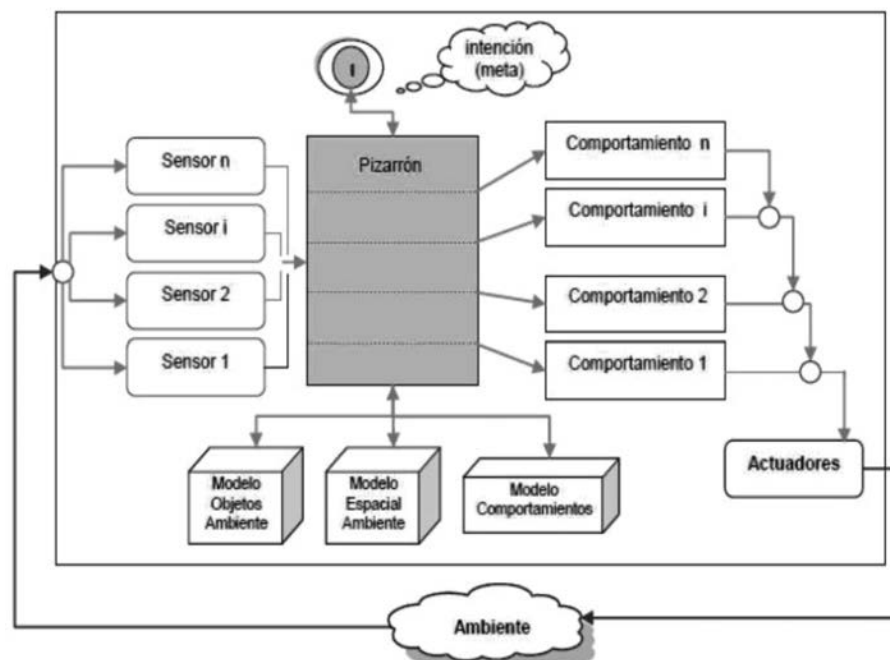 I
intención
(meta)
Sensor n
Sensor i
Sensor 2
Sensor 1
Pizarrón
Comportamiento n
Comportamiento i
Comportamiento 2
Comportamiento 1
Actuadores
Modelo
Objetos
Ambiente
Modelo
Espacial
Ambiente
Modelo
Comportamientos
Ambiente